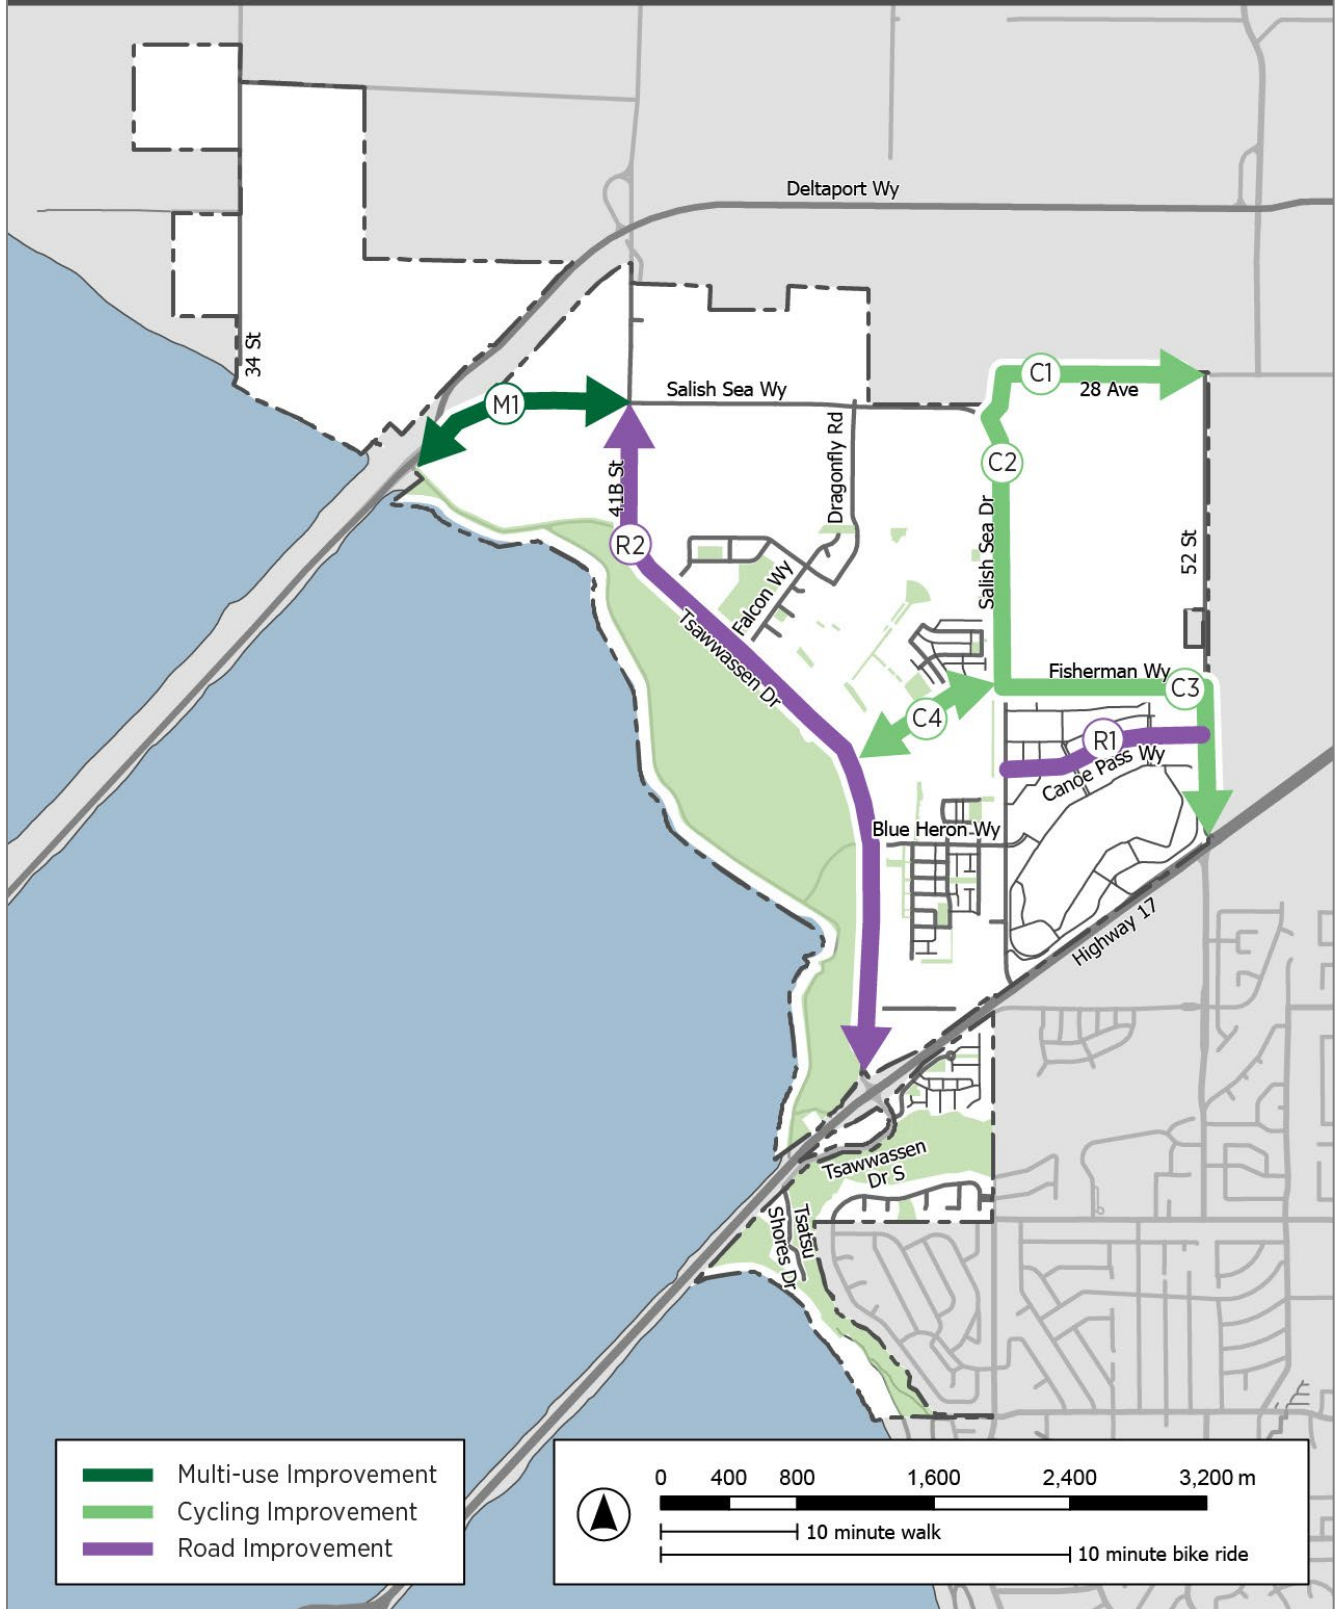 Deltaport Wy
34 St
M1
Salish Sea Wy
C1
28 Ave
41B St
Dragonfly Rd
C2
Salish Sea Dr
52 St
R2
Falcon Wy
Tsawwassen Dr
Fisherman Wy
C3
C4
R1
Canoe Pass Wy
Blue Heron Wy
Highway 17
Tsawwassen
Dr S
Tsatsu
Shores Dr
Multi-use Improvement
Cycling Improvement
Road Improvement
0 400 800 1,600 2,400 3,200 m
10 minute walk
10 minute bike ride